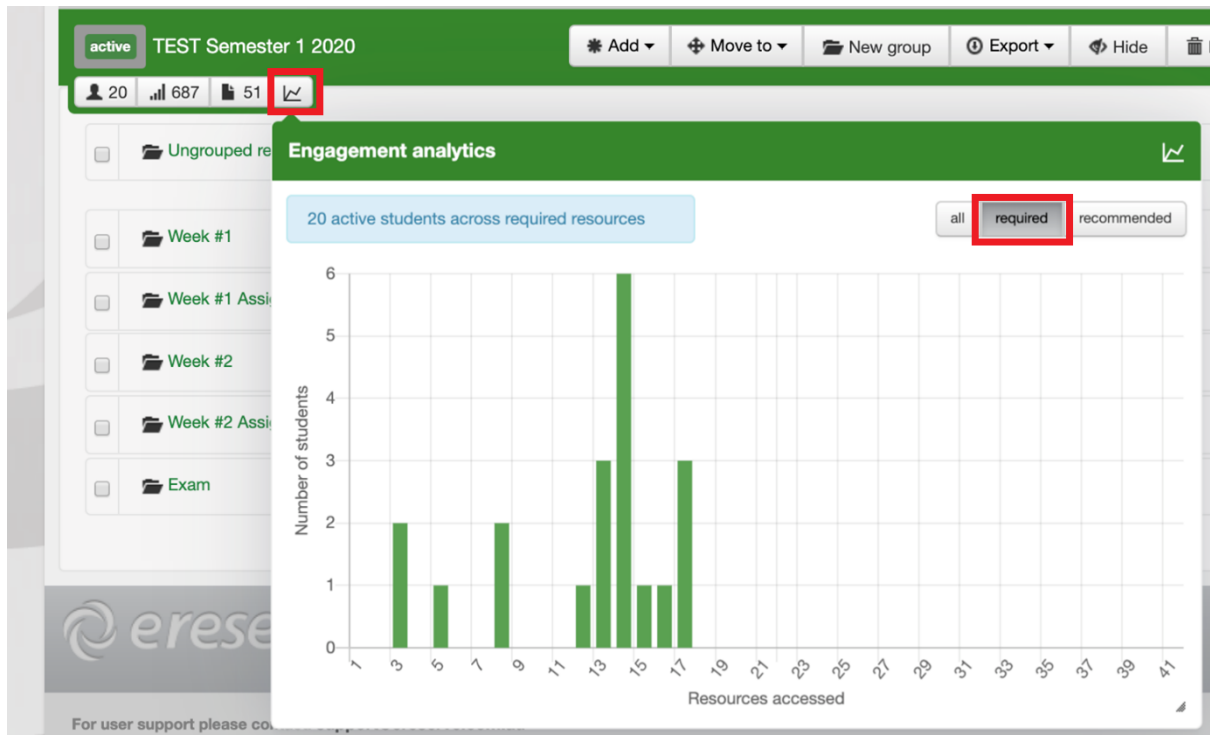 active TEST Semester 1 2020 Add Move to New group Export Hide
20 687 51
Ungrouped re
Engagement analytics
20 active students across required resources all required recommended
Week #1
Week #1 Assi
Week #2
Week #2 Assi
Exam
Number of students
6
5
4
3
2
1
0
1 3 5 7 9 11 13 15 17 19 21 23 25 27 29 31 33 35 37 39 41
Resources accessed
erese
For user support please co